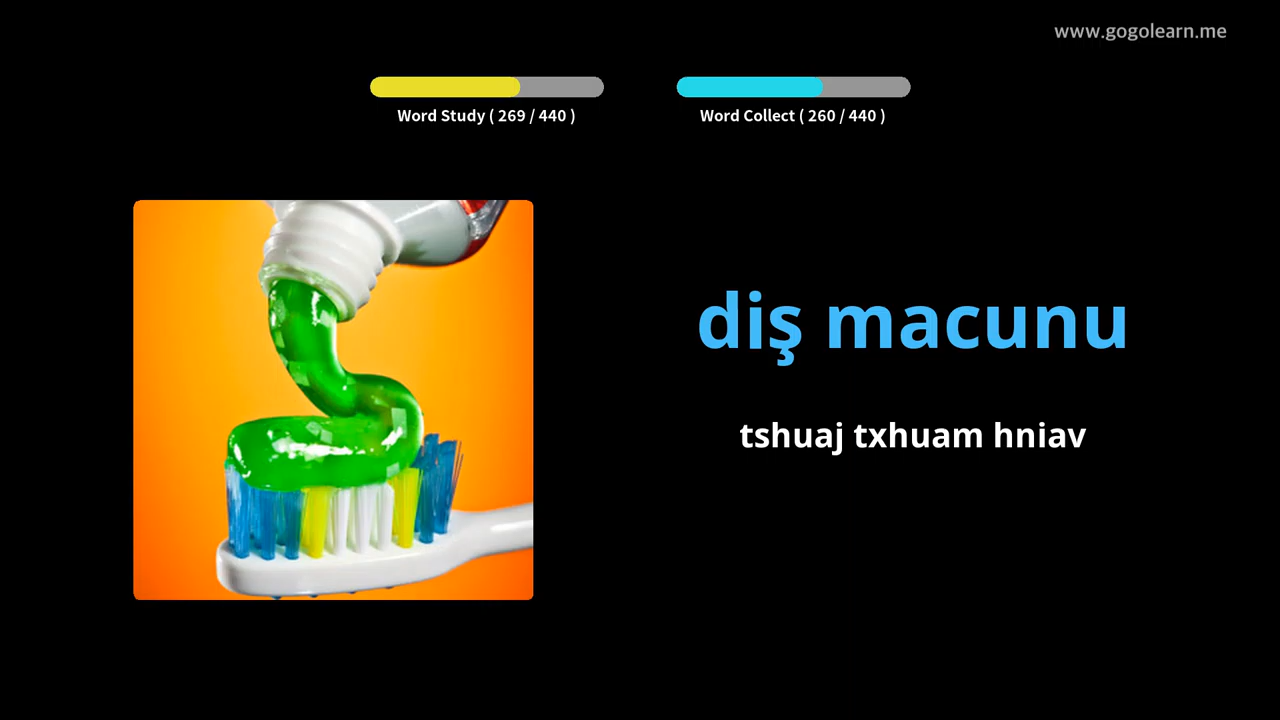 www.gogolearn.me
Word Study ( 269 / 440 )
Word Collect ( 260 / 440 )
diş macunu
tshuaj txhuam hniav